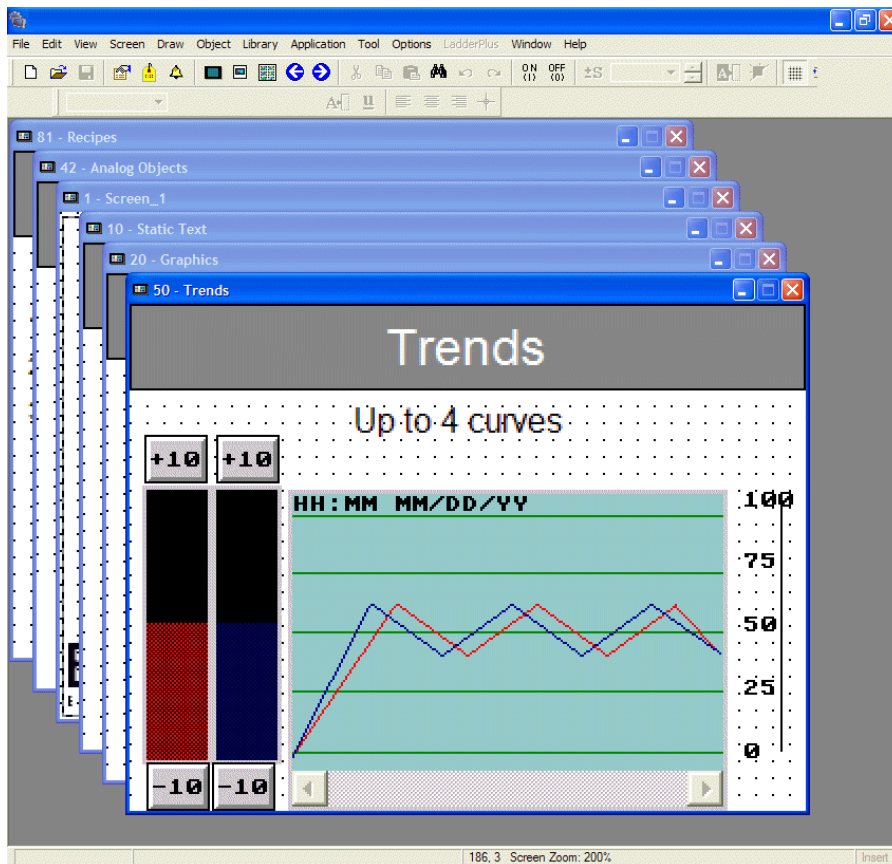 File Edit View Screen Draw Object Library Application Tool Options LadderPlus Window Help
ON (I) OFF (0) ±S
A U
81 - Recipes
42 - Analog Objects
1 - Screen_1
10 - Static Text
20 - Graphics
50 - Trends
Trends
Up to 4 curves
+10 +10
HH:MM MM/DD/YY
100
75
50
25
0
-10 -10
186, 3 Screen Zoom: 200% Insert